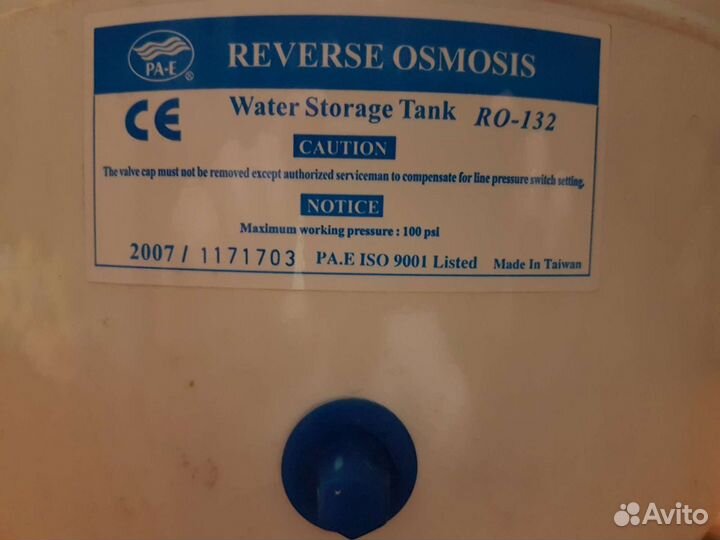 PA-E ®
REVERSE OSMOSIS
CE
Water Storage Tank RO-132
CAUTION
The valve cap must not be removed except authorized serviceman to compensate for line pressure switch setting.
NOTICE
Maximum working pressure : 100 psi
2007 / 1171703 PA.E ISO 9001 Listed Made In Taiwan
Avito